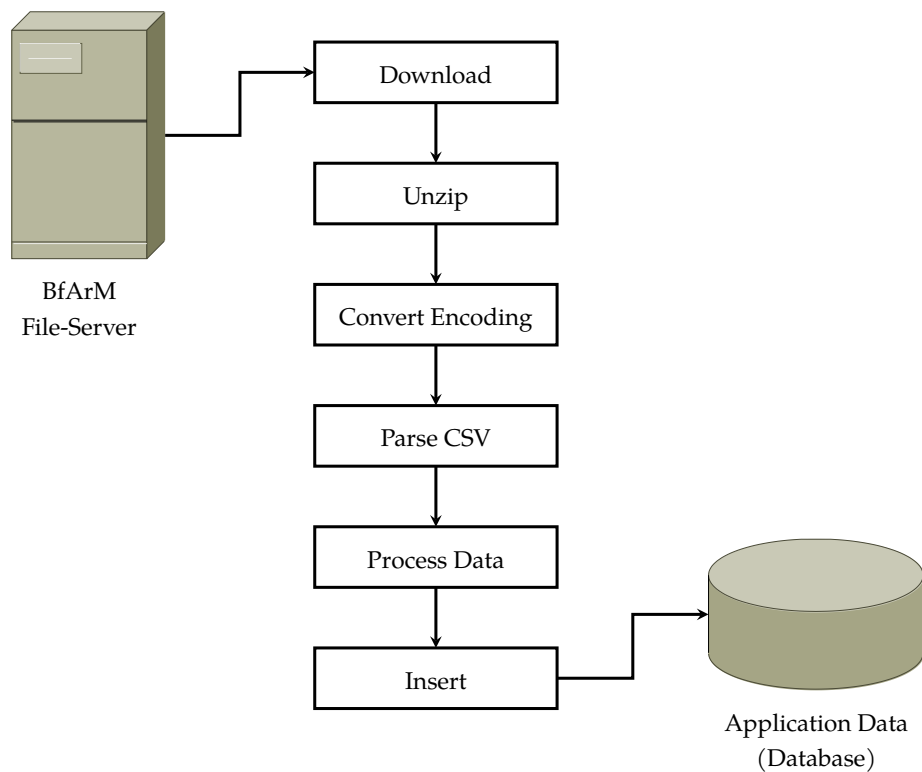 Download
Unzip
BfArM
File-Server
Convert Encoding
Parse CSV
Process Data
Insert
Application Data
(Database)